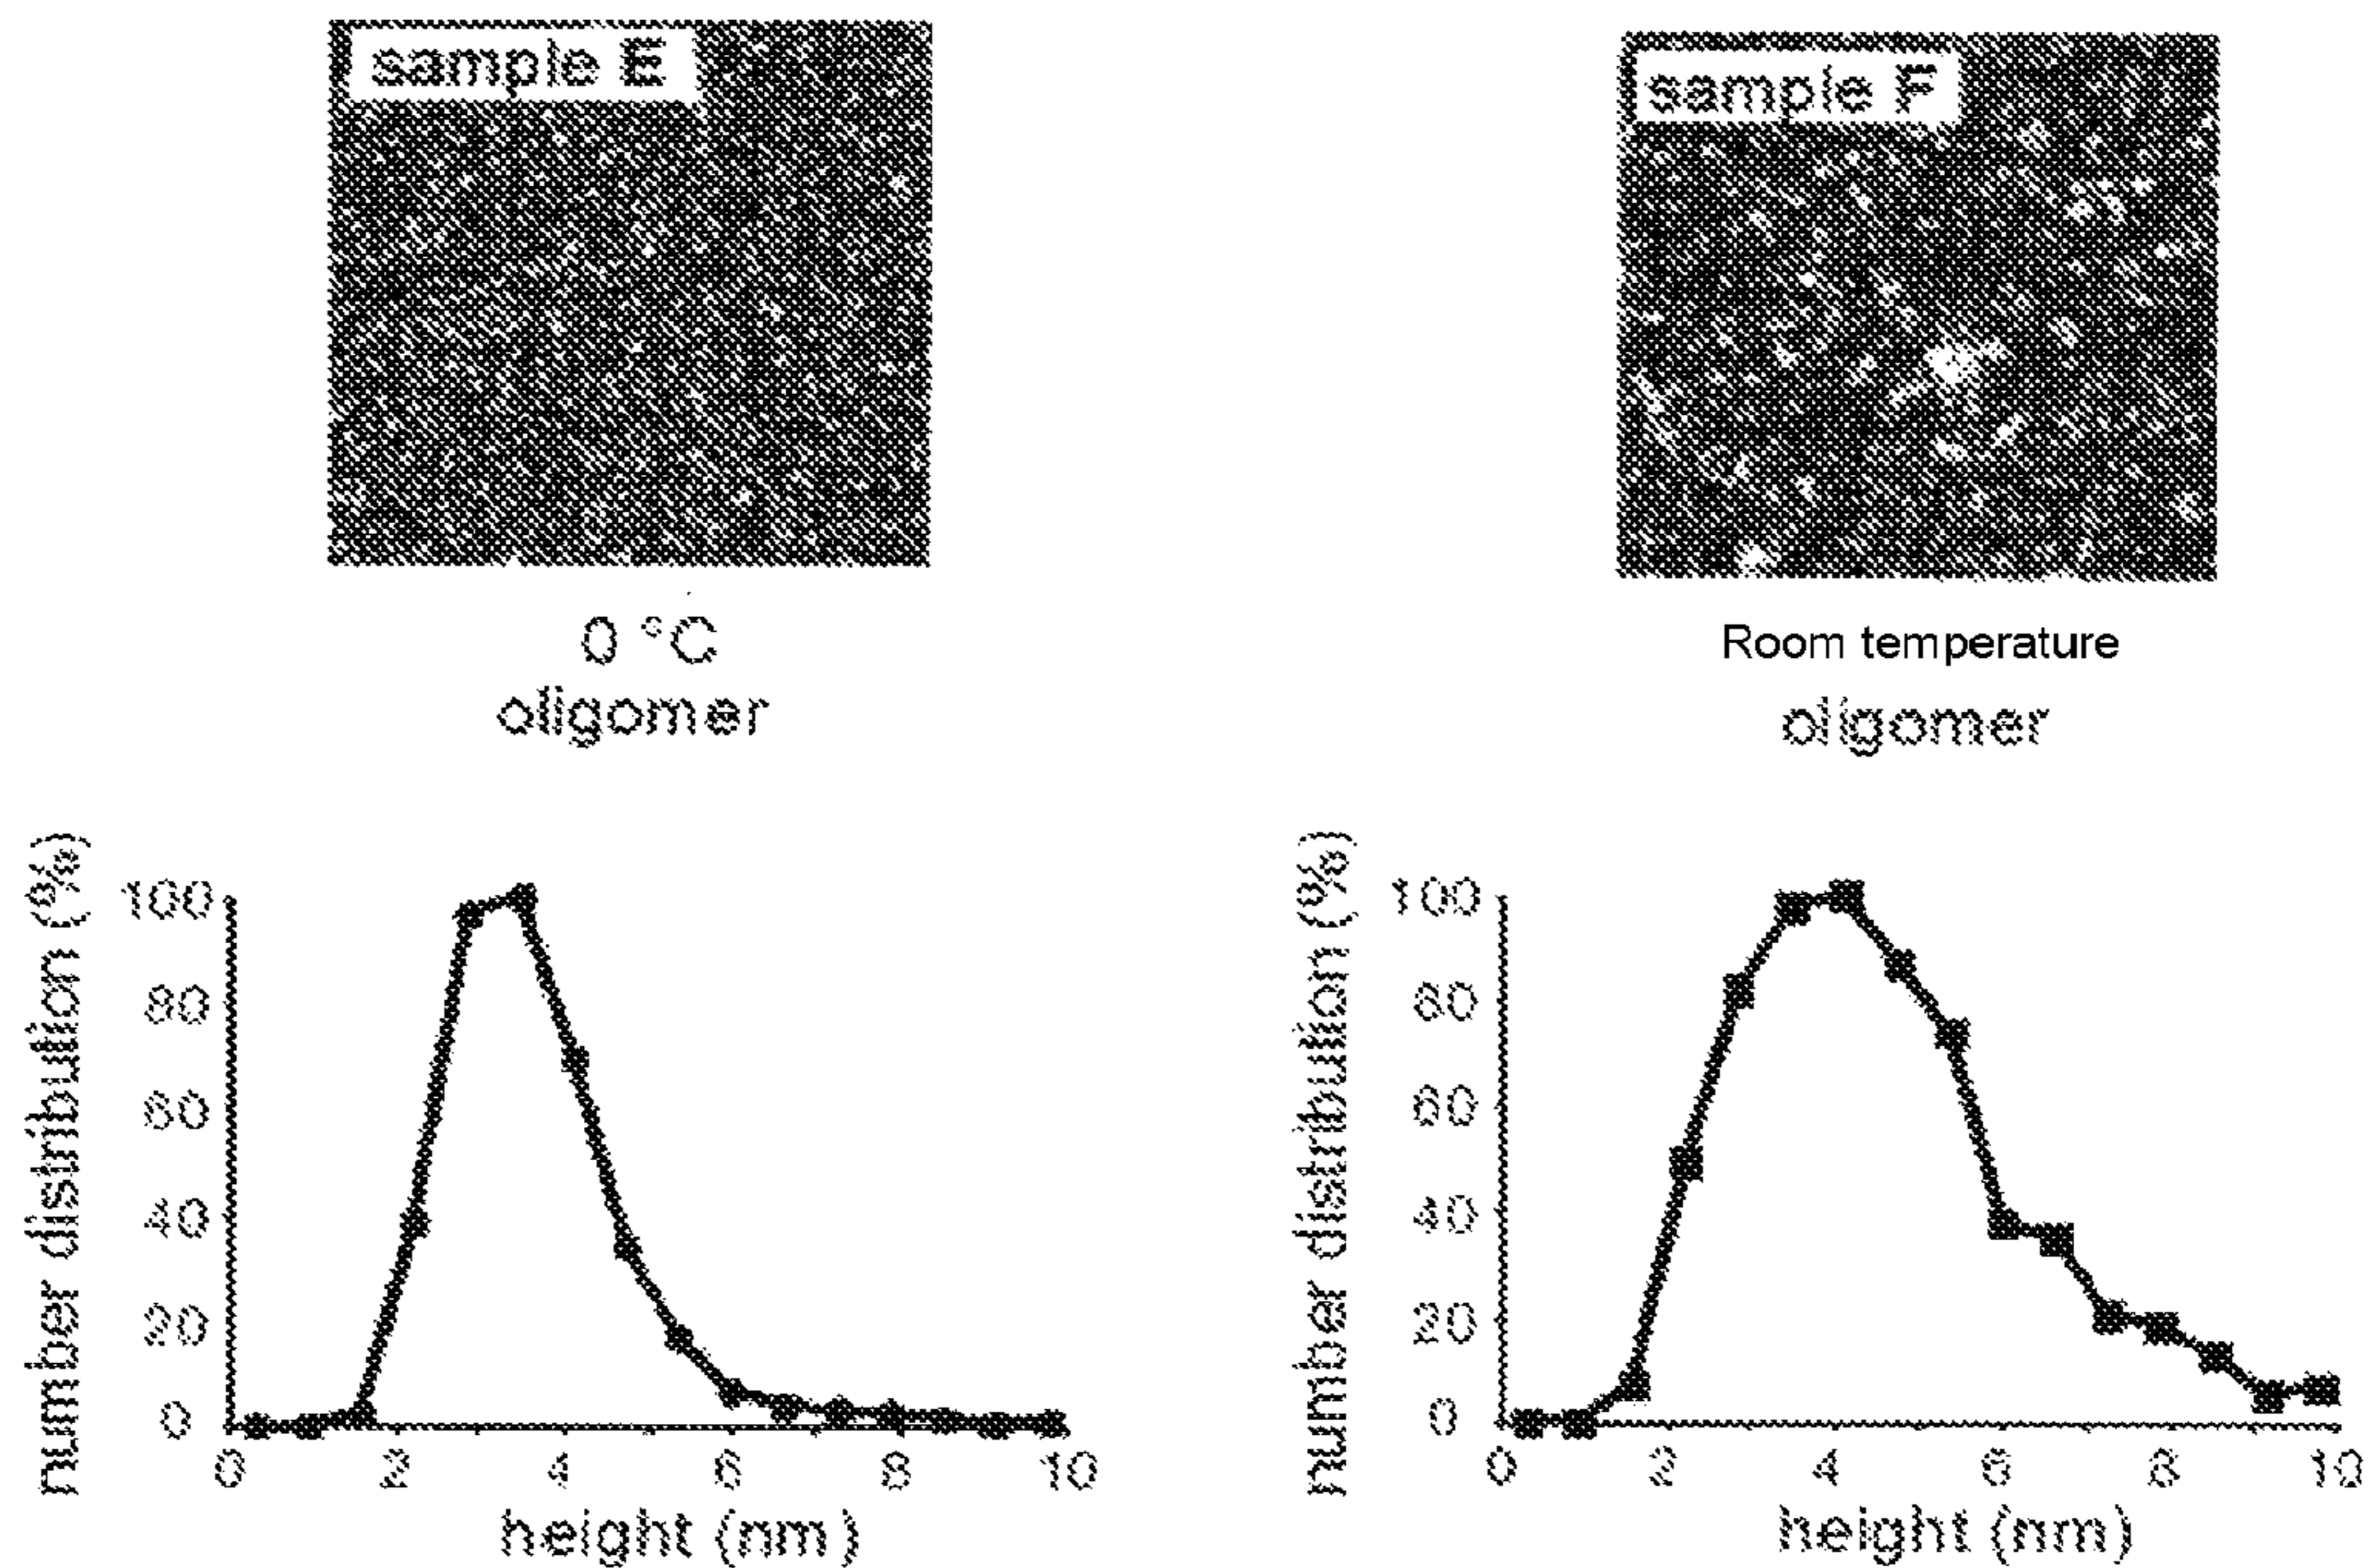 sample E
0 °C
oligomer
number distribution (%)
100
80
60
40
20
0
0 2 4 6 8 10
height (nm)
sample F
Room temperature
oligomer
number distribution (%)
100
80
60
40
20
0
0 2 4 6 8 10
height (nm)